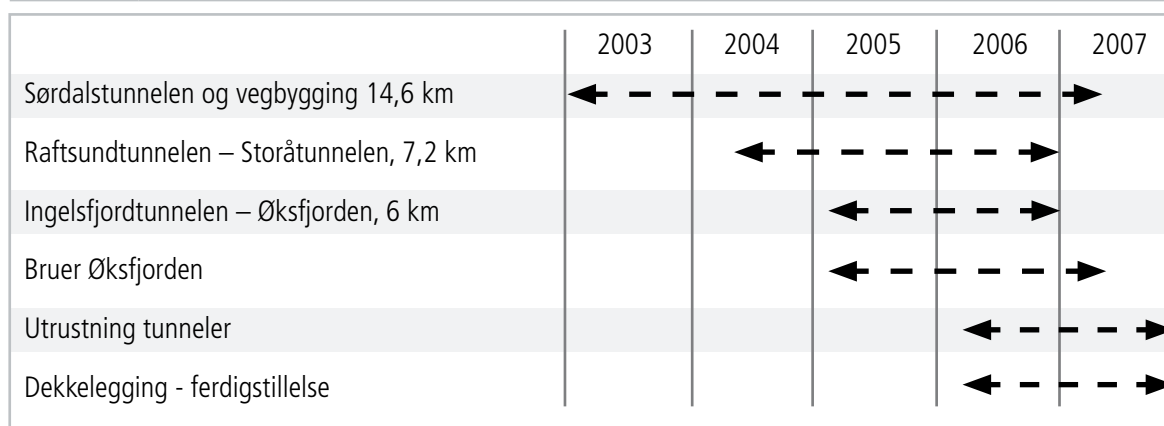 2003 2004 2005 2006 2007
Sørdalstunnelen og vegbygging 14,6 km
Raftsundtunnelen – Storåtunnelen, 7,2 km
Ingelsfjordtunnelen – Øksfjorden, 6 km
Bruer Øksfjorden
Utrustning tunneler
Dekkelegging - ferdigstillelse